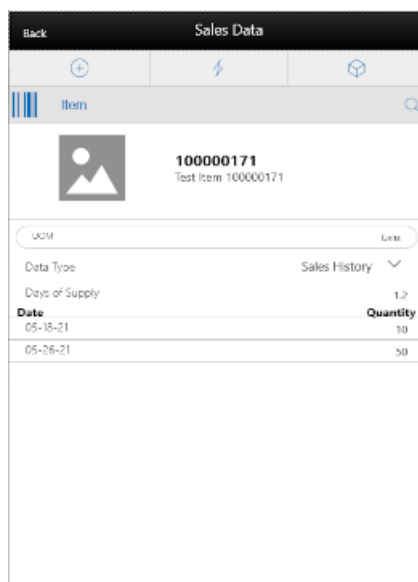 Back Sales Data
Item
100000171
Test Item 100000171
UOM Units
Data Type Sales History
Days of Supply 1.2
Date Quantity
05-18-21 10
05-26-21 50